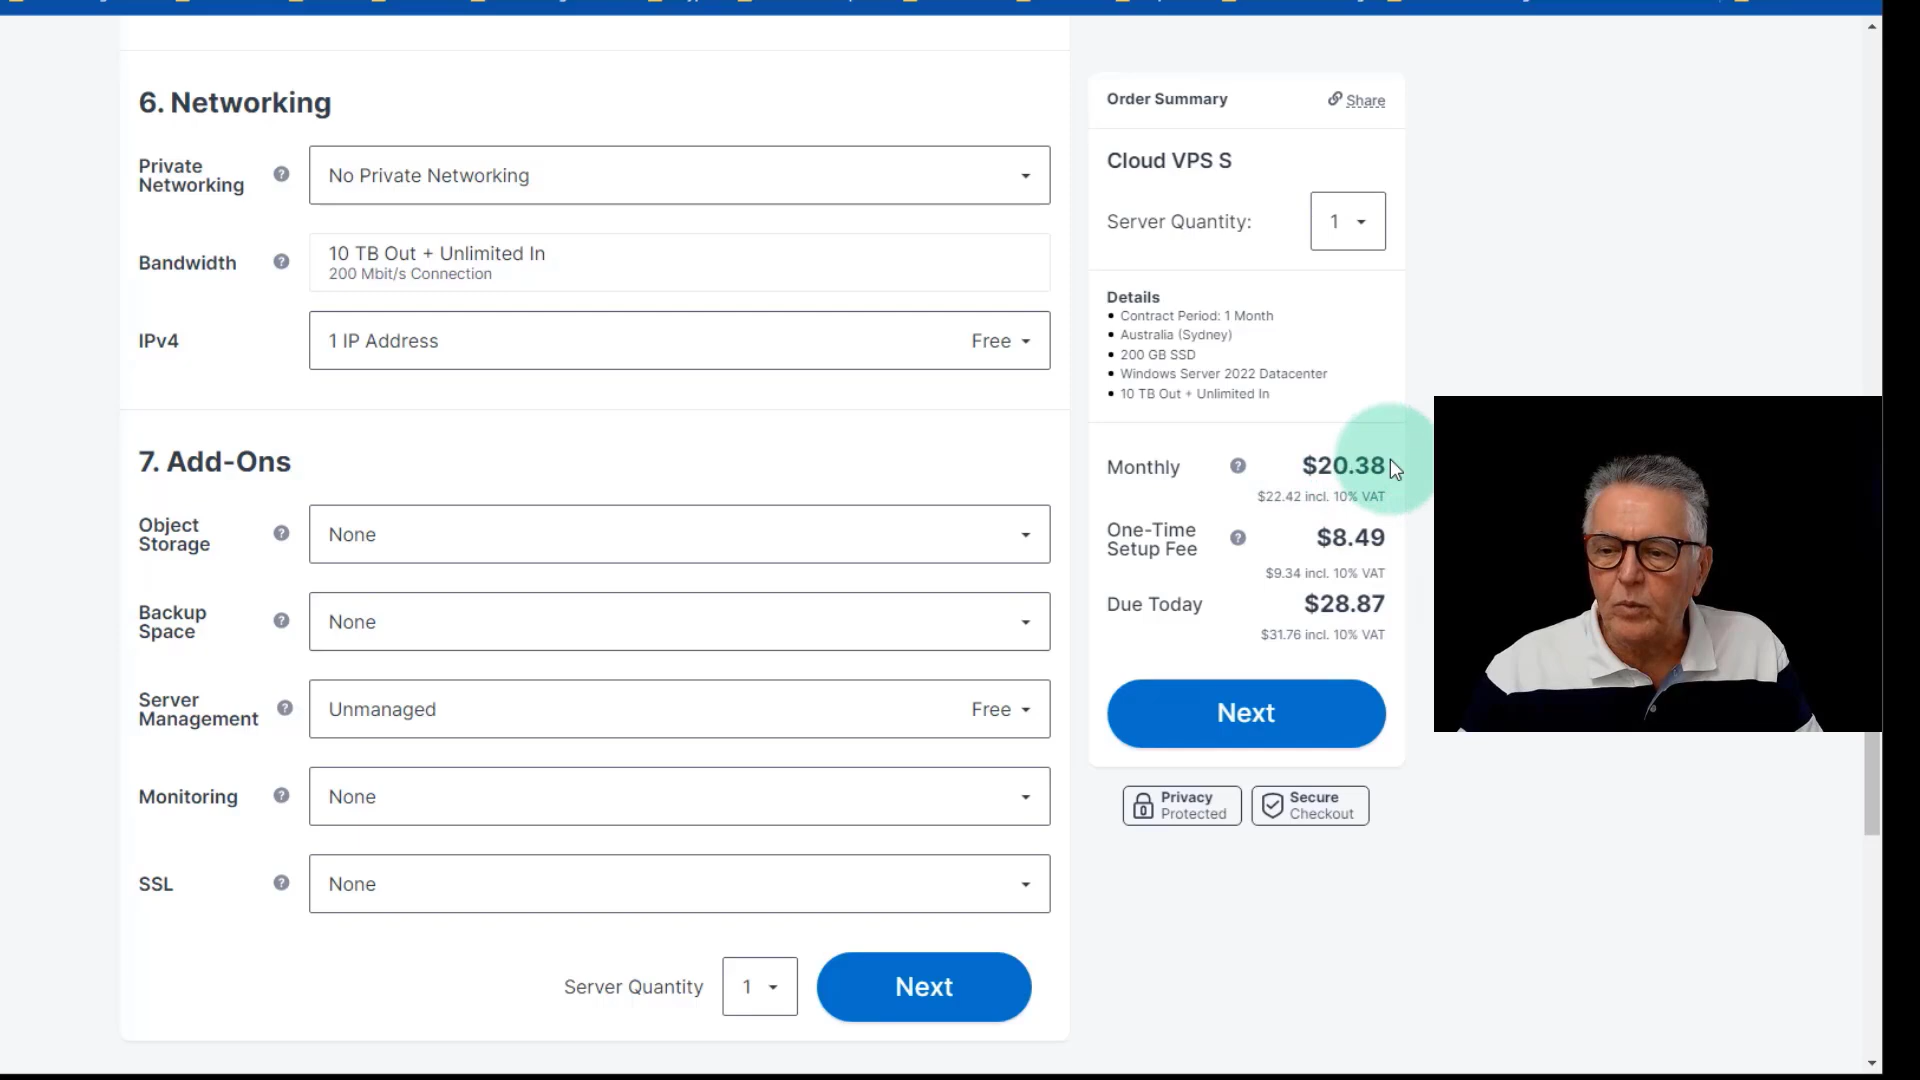 6. Networking
Private
Networking
No Private Networking
Bandwidth
10 TB Out + Unlimited In
200 Mbit/s Connection
IPv4
1 IP Address
Free
7. Add-Ons
Object
Storage
None
Backup
Space
None
Server
Management
Unmanaged
Free
Monitoring
None
SSL
None
Server Quantity
1
Next
Order Summary
Share
Cloud VPS S
Server Quantity:
1
Details
• Contract Period: 1 Month
• Australia (Sydney)
• 200 GB SSD
• Windows Server 2022 Datacenter
• 10 TB Out + Unlimited In
Monthly
$20.38
$22.42 incl. 10% VAT
One-Time
Setup Fee
$8.49
$9.34 incl. 10% VAT
Due Today
$28.87
$31.76 incl. 10% VAT
Next
Privacy
Protected
Secure
Checkout